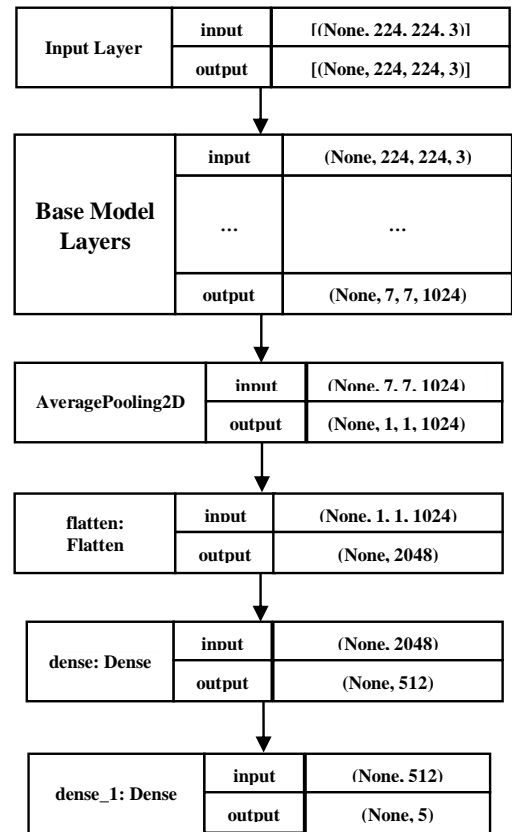 Input Layer
input
[(None, 224, 224, 3)]
output
[(None, 224, 224, 3)]
Base Model
Layers
input
(None, 224, 224, 3)
...
...
output
(None, 7, 7, 1024)
AveragePooling2D
input
(None, 7, 7, 1024)
output
(None, 1, 1, 1024)
flatten:
Flatten
input
(None, 1, 1, 1024)
output
(None, 2048)
dense: Dense
input
(None, 2048)
output
(None, 512)
dense_1: Dense
input
(None, 512)
output
(None, 5)